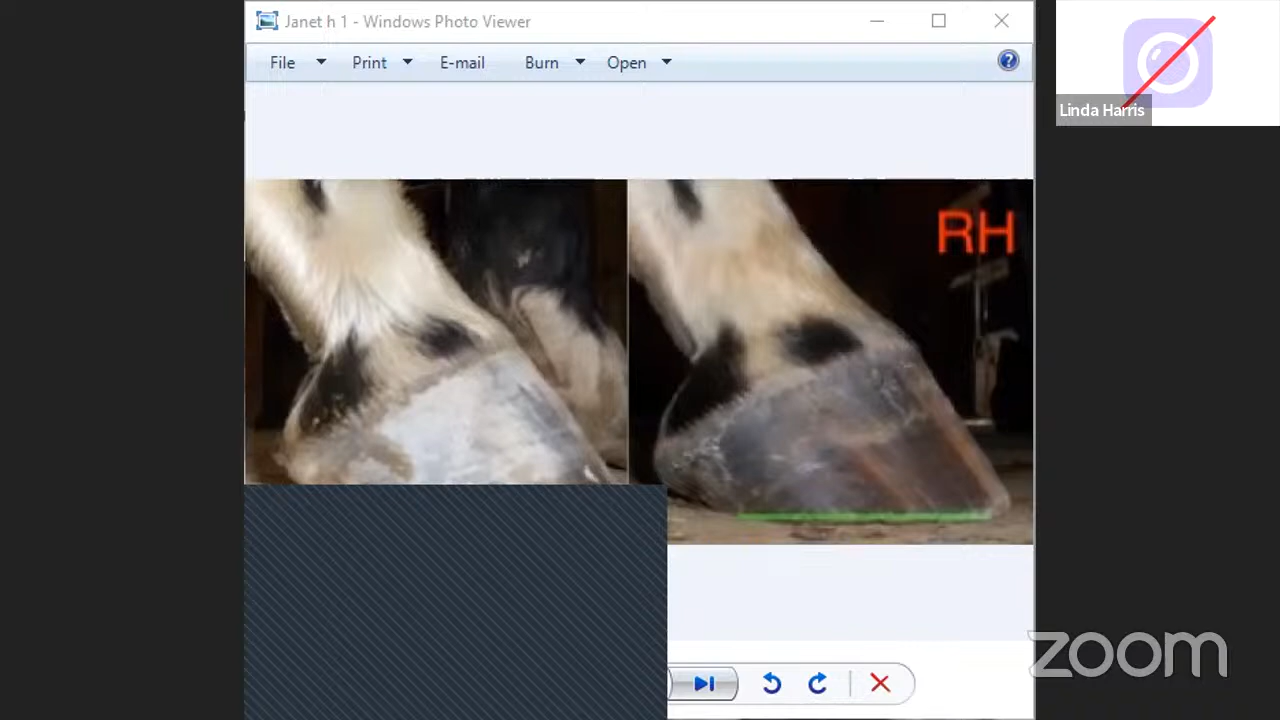 Janet h 1 - Windows Photo Viewer
File Print E-mail Burn Open
?
Linda Harris
RH
zoom